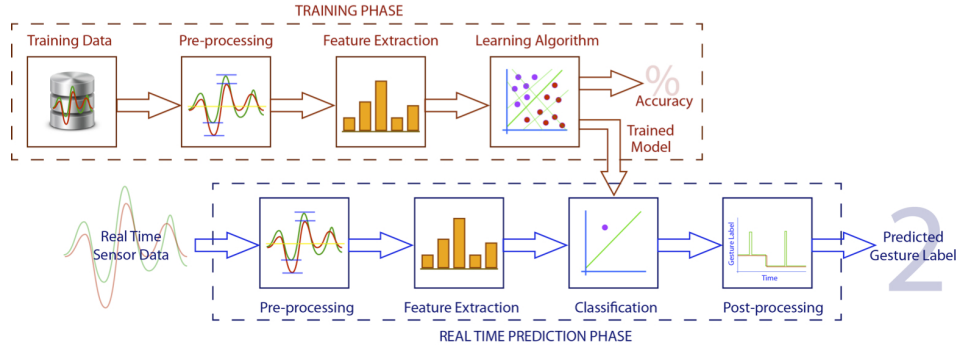 TRAINING PHASE
Training Data
Pre-processing
Feature Extraction
Learning Algorithm
%
Accuracy
Trained
Model
Real Time
Sensor Data
Gesture Label
Time
2
Predicted
Gesture Label
Pre-processing
Feature Extraction
Classification
Post-processing
REAL TIME PREDICTION PHASE